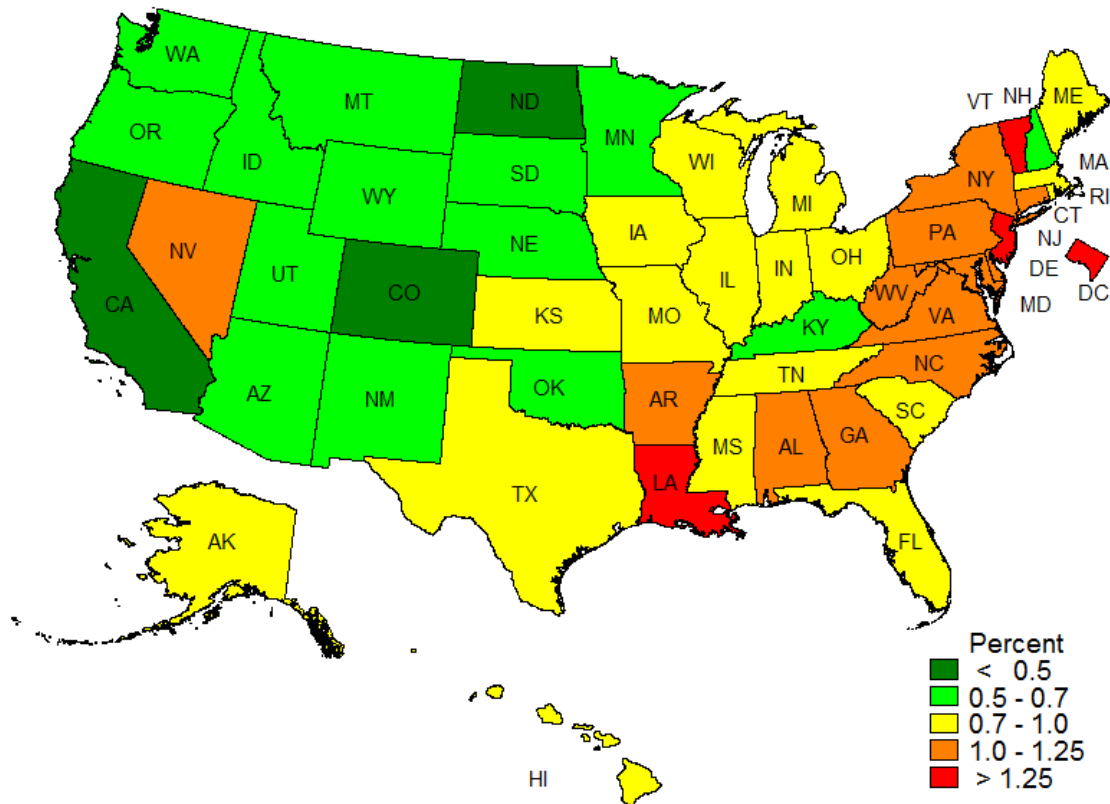 WA
MT
ND
MN
VT NH
ME
OR
ID
SD
WI
NY
MA
WY
MI
RI
CT
NE
IA
PA
NJ
NV
OH
UT
IL
IN
DE
CA
CO
WV
DC
MD
KS
MO
KY
VA
TN
NC
AZ
NM
OK
AR
SC
MS
AL
GA
LA
TX
AK
FL
Percent
< 0.5
0.5 - 0.7
0.7 - 1.0
1.0 - 1.25
> 1.25
HI